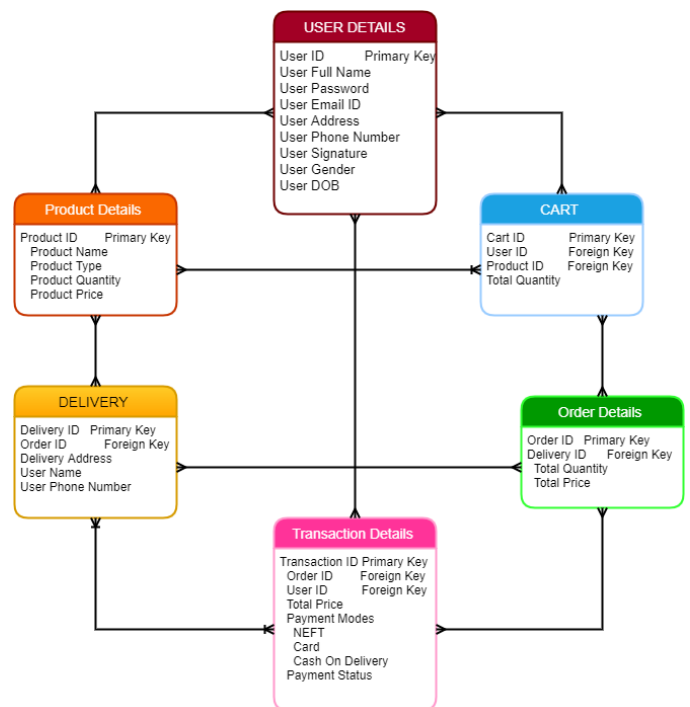 USER DETAILS
User ID Primary Key
User Full Name
User Password
User Email ID
User Address
User Phone Number
User Signature
User Gender
User DOB
Product Details
Product ID Primary Key
Product Name
Product Type
Product Quantity
Product Price
CART
Cart ID Primary Key
User ID Foreign Key
Product ID Foreign Key
Total Quantity
DELIVERY
Delivery ID Primary Key
Order ID Foreign Key
Delivery Address
User Name
User Phone Number
Order Details
Order ID Primary Key
Delivery ID Foreign Key
Total Quantity
Total Price
Transaction Details
Transaction ID Primary Key
Order ID Foreign Key
User ID Foreign Key
Total Price
Payment Modes
NEFT
Card
Cash On Delivery
Payment Status